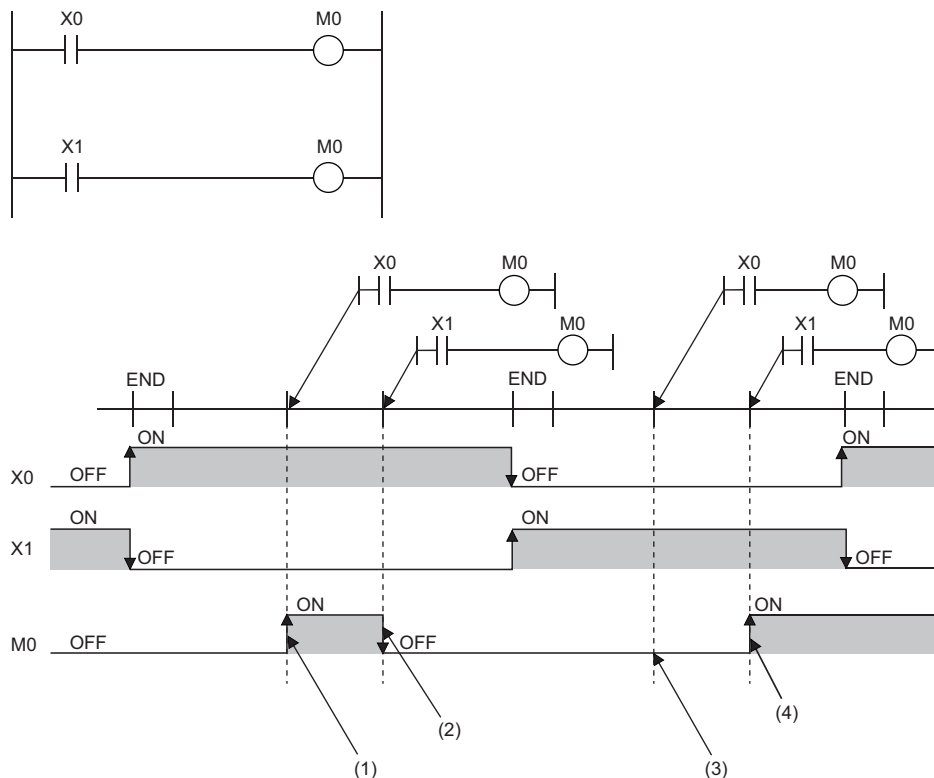 X0 M0
X1 M0
X0 M0 X0 M0
X1 M0 X1 M0
END END END
ON ON
X0 OFF OFF
ON ON
X1 OFF OFF
ON ON
M0 OFF OFF
(2) (4)
(1) (3)